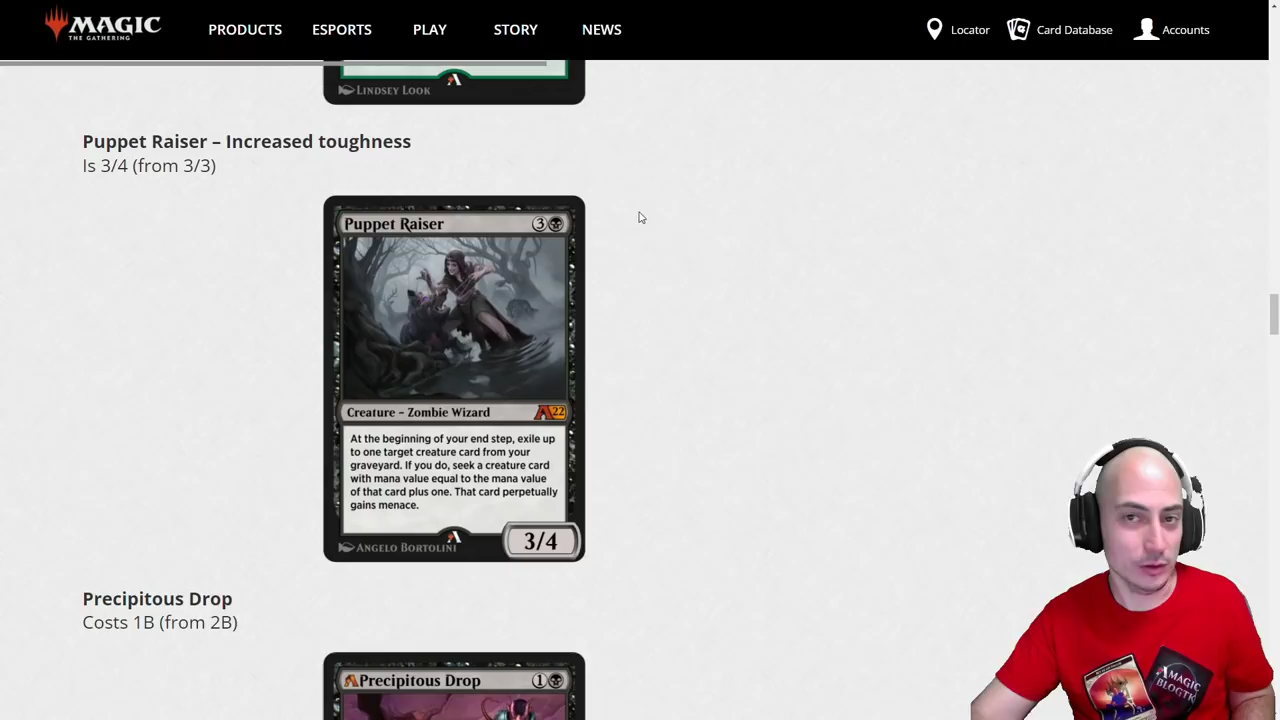 MAGIC
THE GATHERING
PRODUCTS
ESPORTS
PLAY
STORY
NEWS
Locator
Card Database
Accounts
LINDSEY LOOK
Puppet Raiser – Increased toughness
Is 3/4 (from 3/3)
Puppet Raiser 3
Creature – Zombie Wizard
A22
At the beginning of your end step, exile up
to one target creature card from your
graveyard. If you do, seek a creature card
with mana value equal to the mana value
of that card plus one. That card perpetually
gains menace.
3/4
ANGELO BORTOLINI
Precipitous Drop
Costs 1B (from 2B)
Precipitous Drop 1
MAGIC